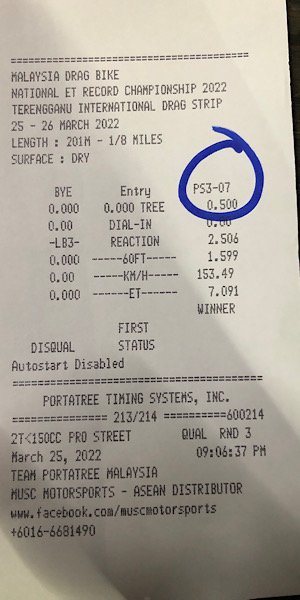 ================================
MALAYSIA DRAG BIKE
NATIONAL ET RECORD CHAMPIONSHIP 2022
TERENGGANU INTERNATIONAL DRAG STRIP
25 - 26 MARCH 2022
LENGTH : 201M - 1/8 MILES
SURFACE : DRY
BYE Entry PS3-07
0.000 0.000 TREE 0.500
0.00 DIAL-IN 0.00
-LB3- REACTION 2.506
0.000 ------60FT----- 1.599
0.00 ------KM/H----- 153.49
0.000 ------ET------- 7.091
WINNER
FIRST
DISQUAL STATUS
Autostart Disabled
================================
PORTATREE TIMING SYSTEMS, INC.
=============== 213/214 ==========600214
2T<150CC PRO STREET QUAL RND 3
March 25, 2022 09:06:37 PM
TEAM PORTATREE MALAYSIA
MUSC MOTORSPORTS - ASEAN DISTRIBUTOR
www.facebook.com/muscmotorsports
+6016-6681490